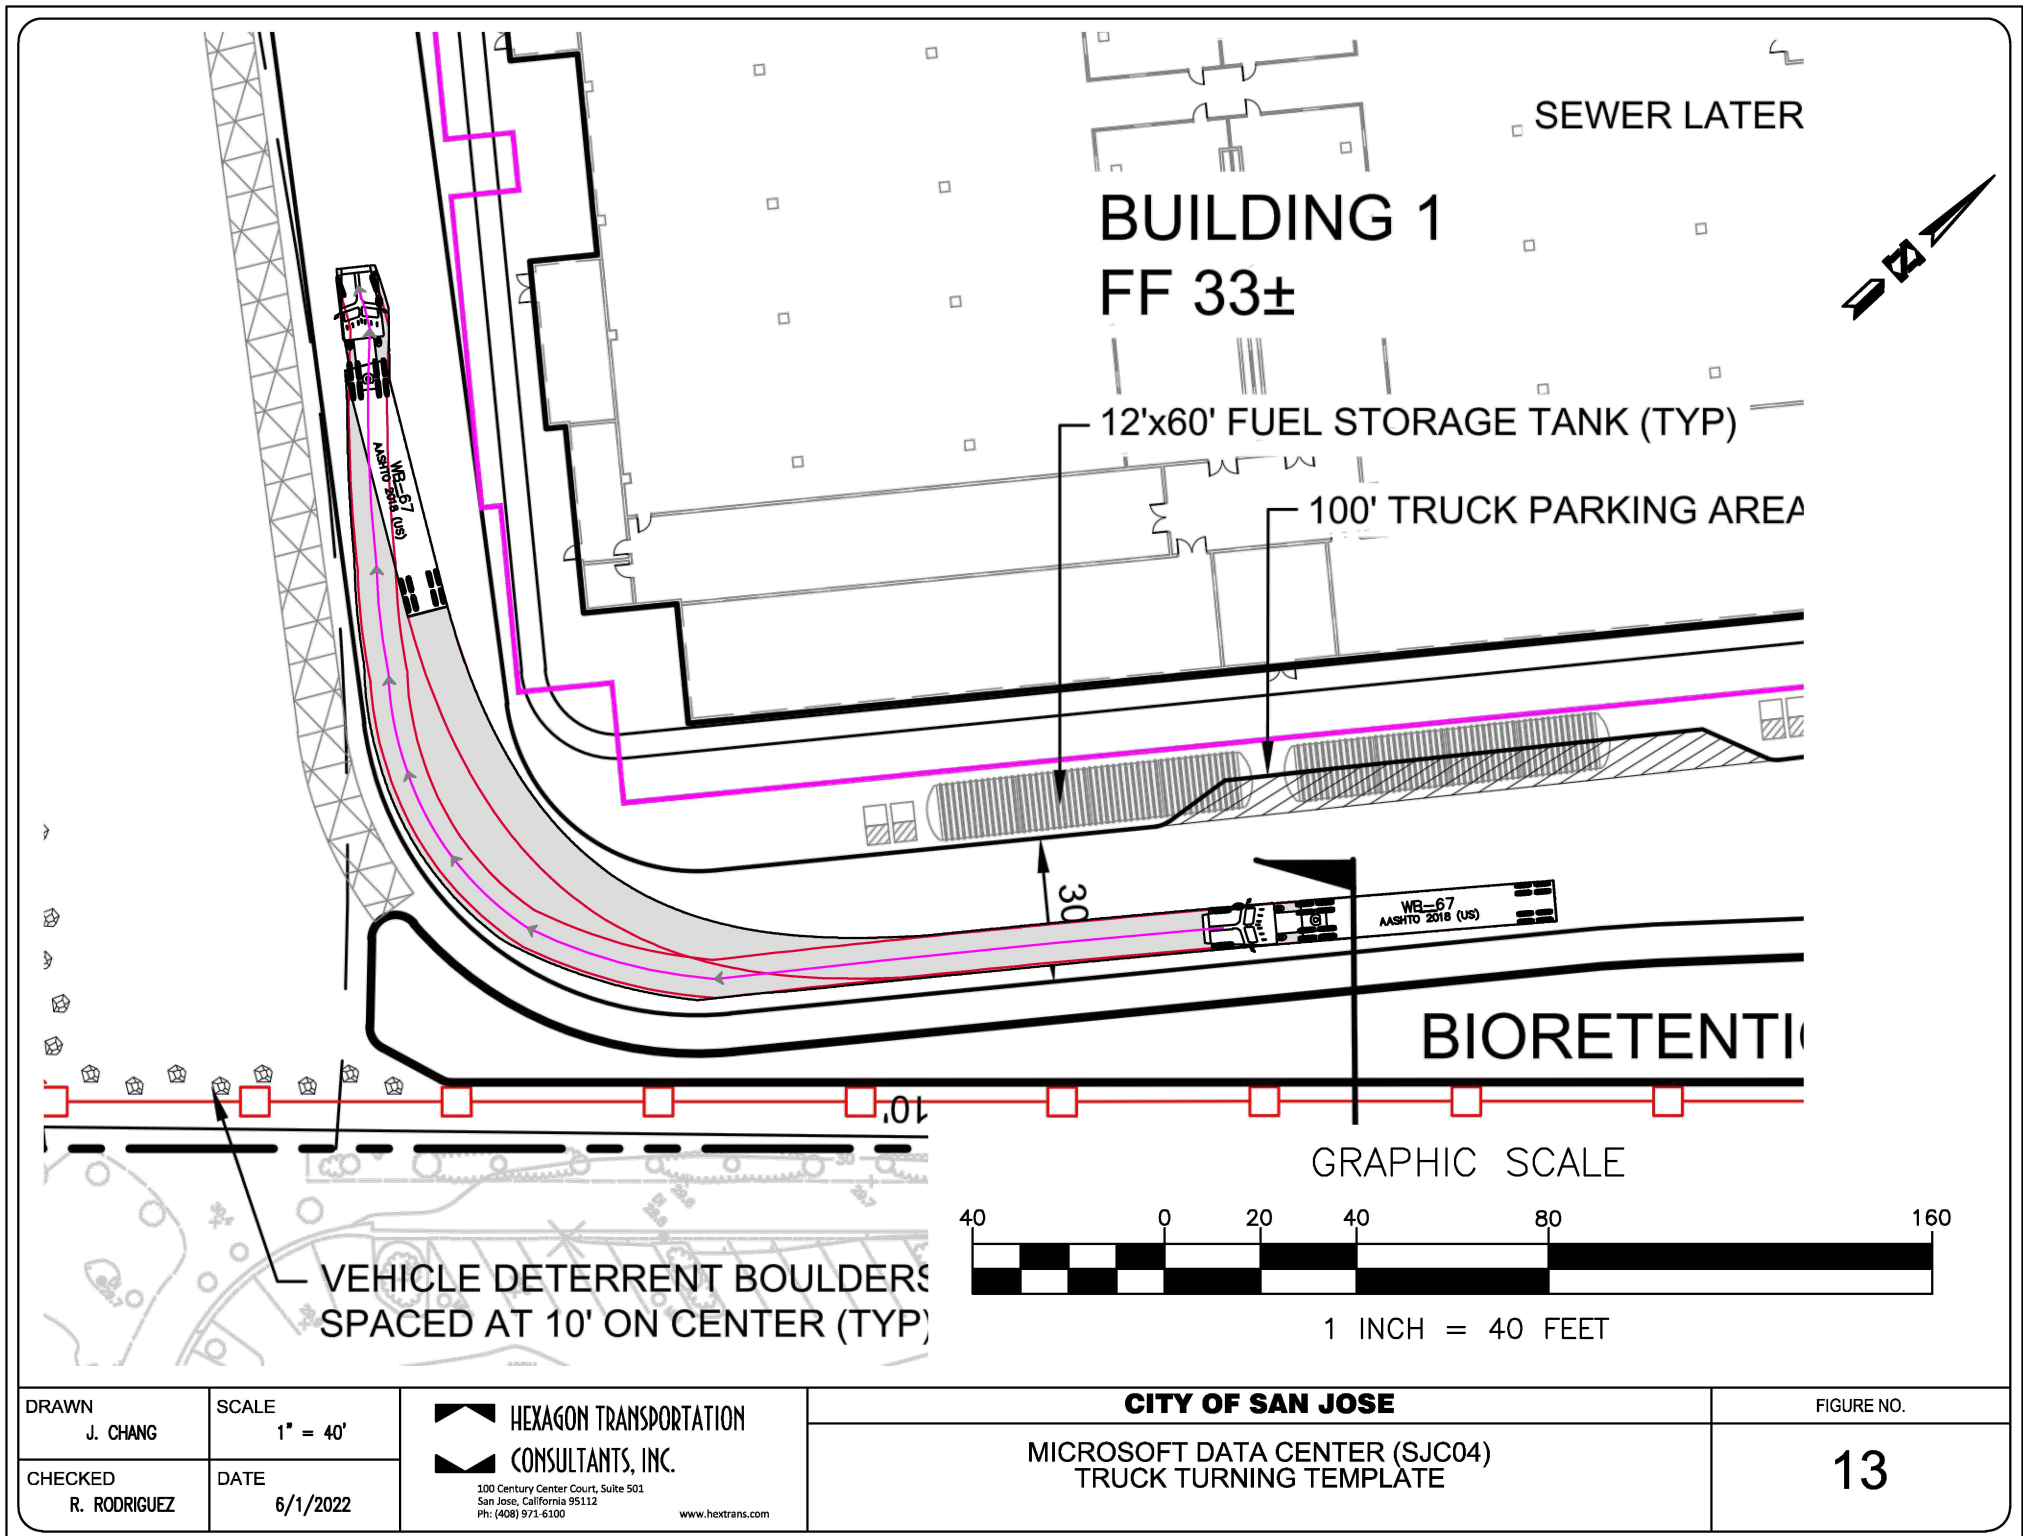 SEWER LATER
BUILDING 1
FF 33±
12'x60' FUEL STORAGE TANK (TYP)
100' TRUCK PARKING AREA
WB-67
AASHTO 2018 (US)
30
WB-67
AASHTO 2018 (US)
BIORETENTI
10'
30
29.6
29.7
VEHICLE DETERRENT BOULDERS
SPACED AT 10' ON CENTER (TYP)
GRAPHIC SCALE
40 0 20 40 80 160
1 INCH = 40 FEET
DRAWN
J. CHANG
SCALE
1" = 40'
CHECKED
R. RODRIGUEZ
DATE
6/1/2022
HEXAGON TRANSPORTATION
CONSULTANTS, INC.
100 Century Center Court, Suite 501
San Jose, California 95112
Ph: (408) 971-6100
www.hextrans.com
CITY OF SAN JOSE
MICROSOFT DATA CENTER (SJC04)
TRUCK TURNING TEMPLATE
FIGURE NO.
13